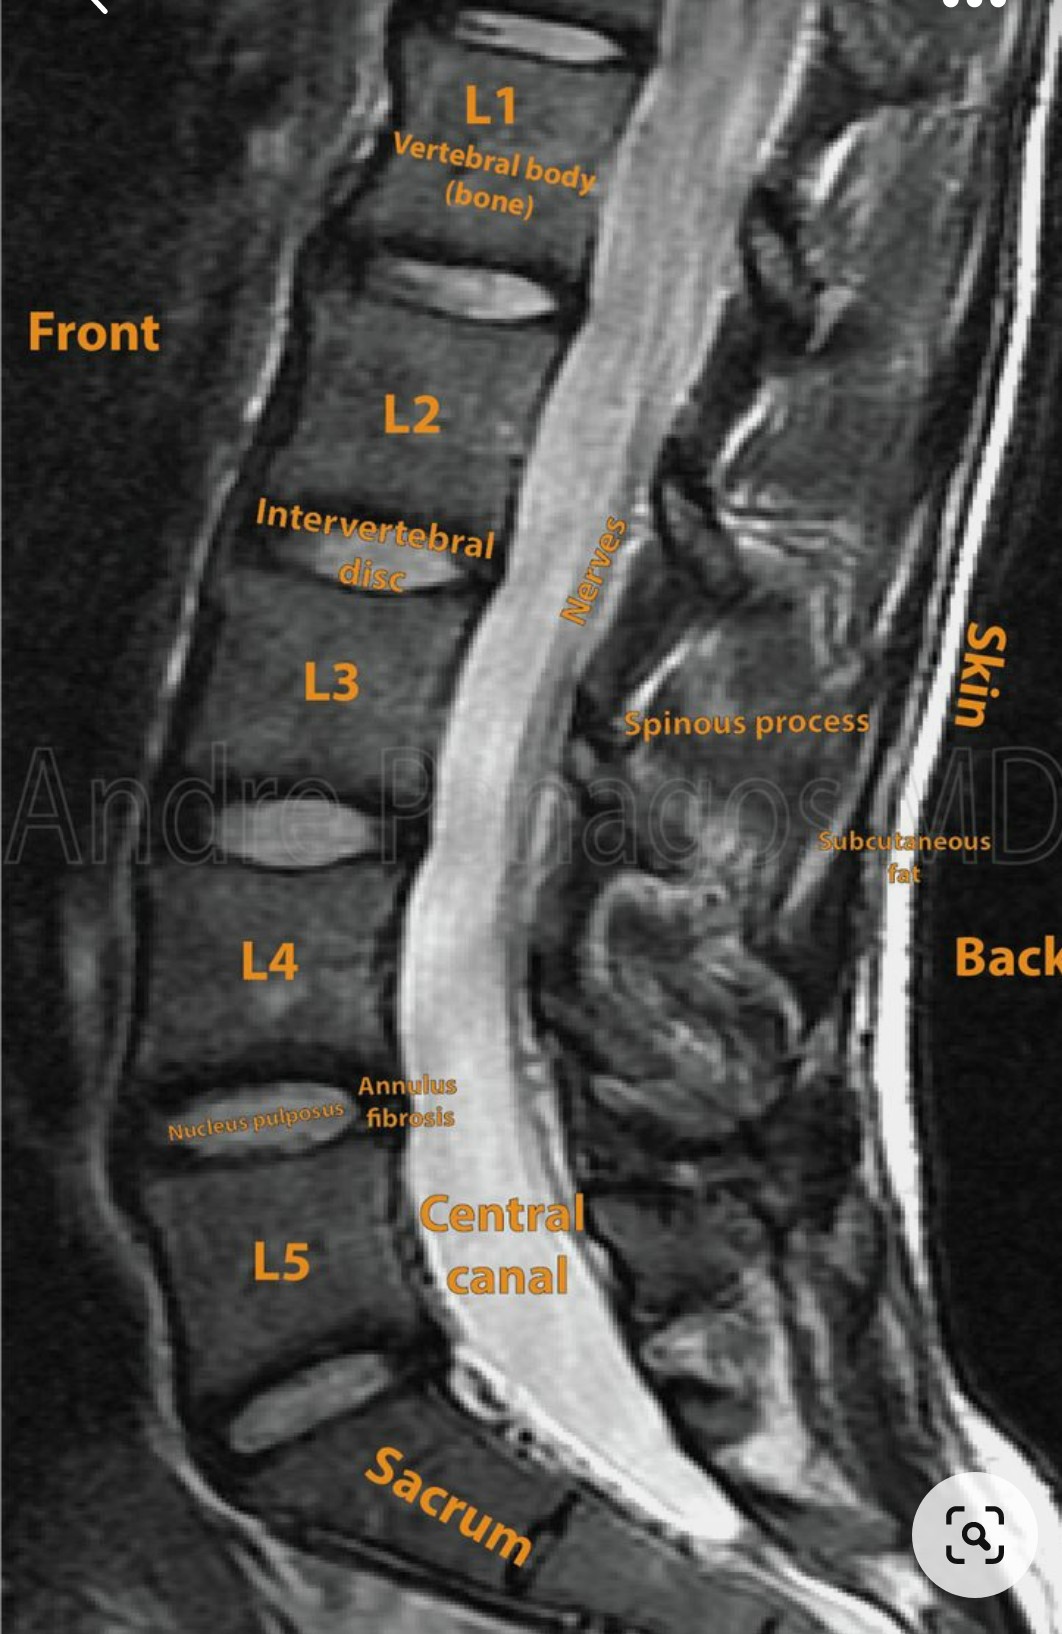 L1
Vertebral body
(bone)
Front
L2
Intervertebral
disc
Nerves
L3
Skin
Spinous process
Andre Panagos MD
Subcutaneous
fat
L4
Back
Annulus
fibrosis
Nucleus pulposus
Central
canal
L5
Sacrum